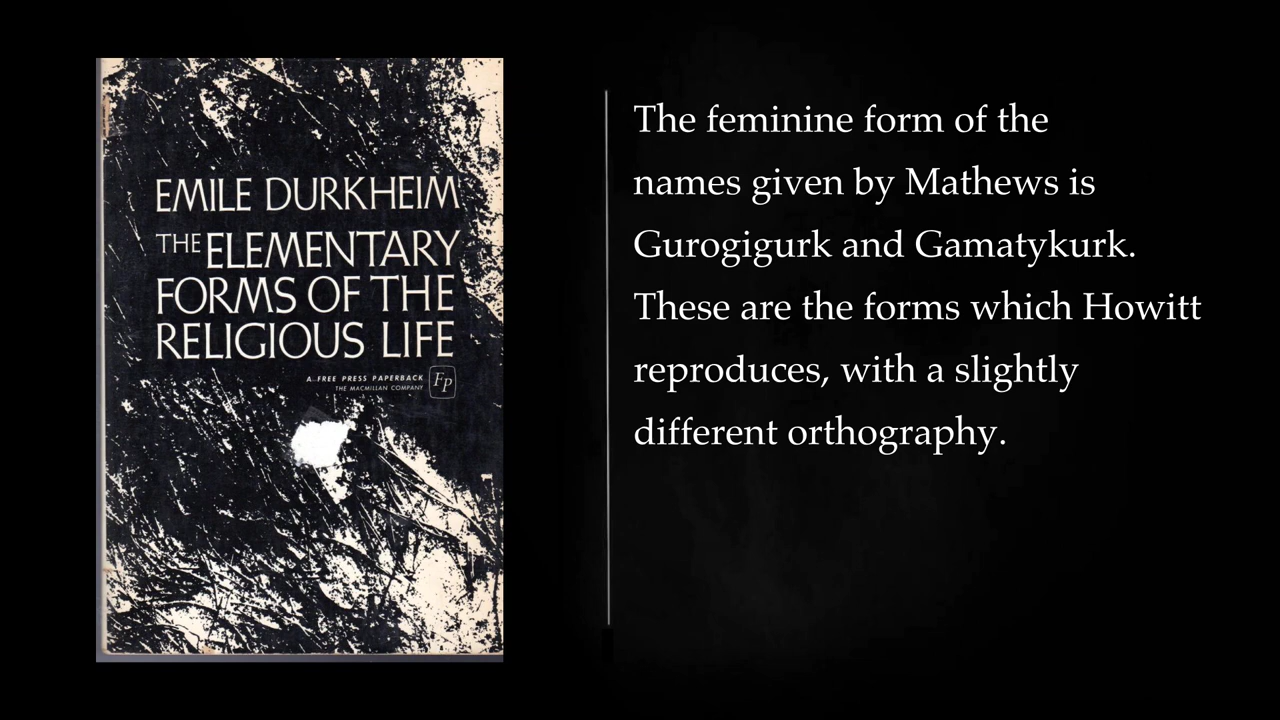 EMILE DURKHEIM
THE ELEMENTARY
FORMS OF THE
RELIGIOUS LIFE
A FREE PRESS PAPERBACK
THE MACMILLAN COMPANY
Fp
The feminine form of the
names given by Mathews is
Gurogigurk and Gamatykurk.
These are the forms which Howitt
reproduces, with a slightly
different orthography.